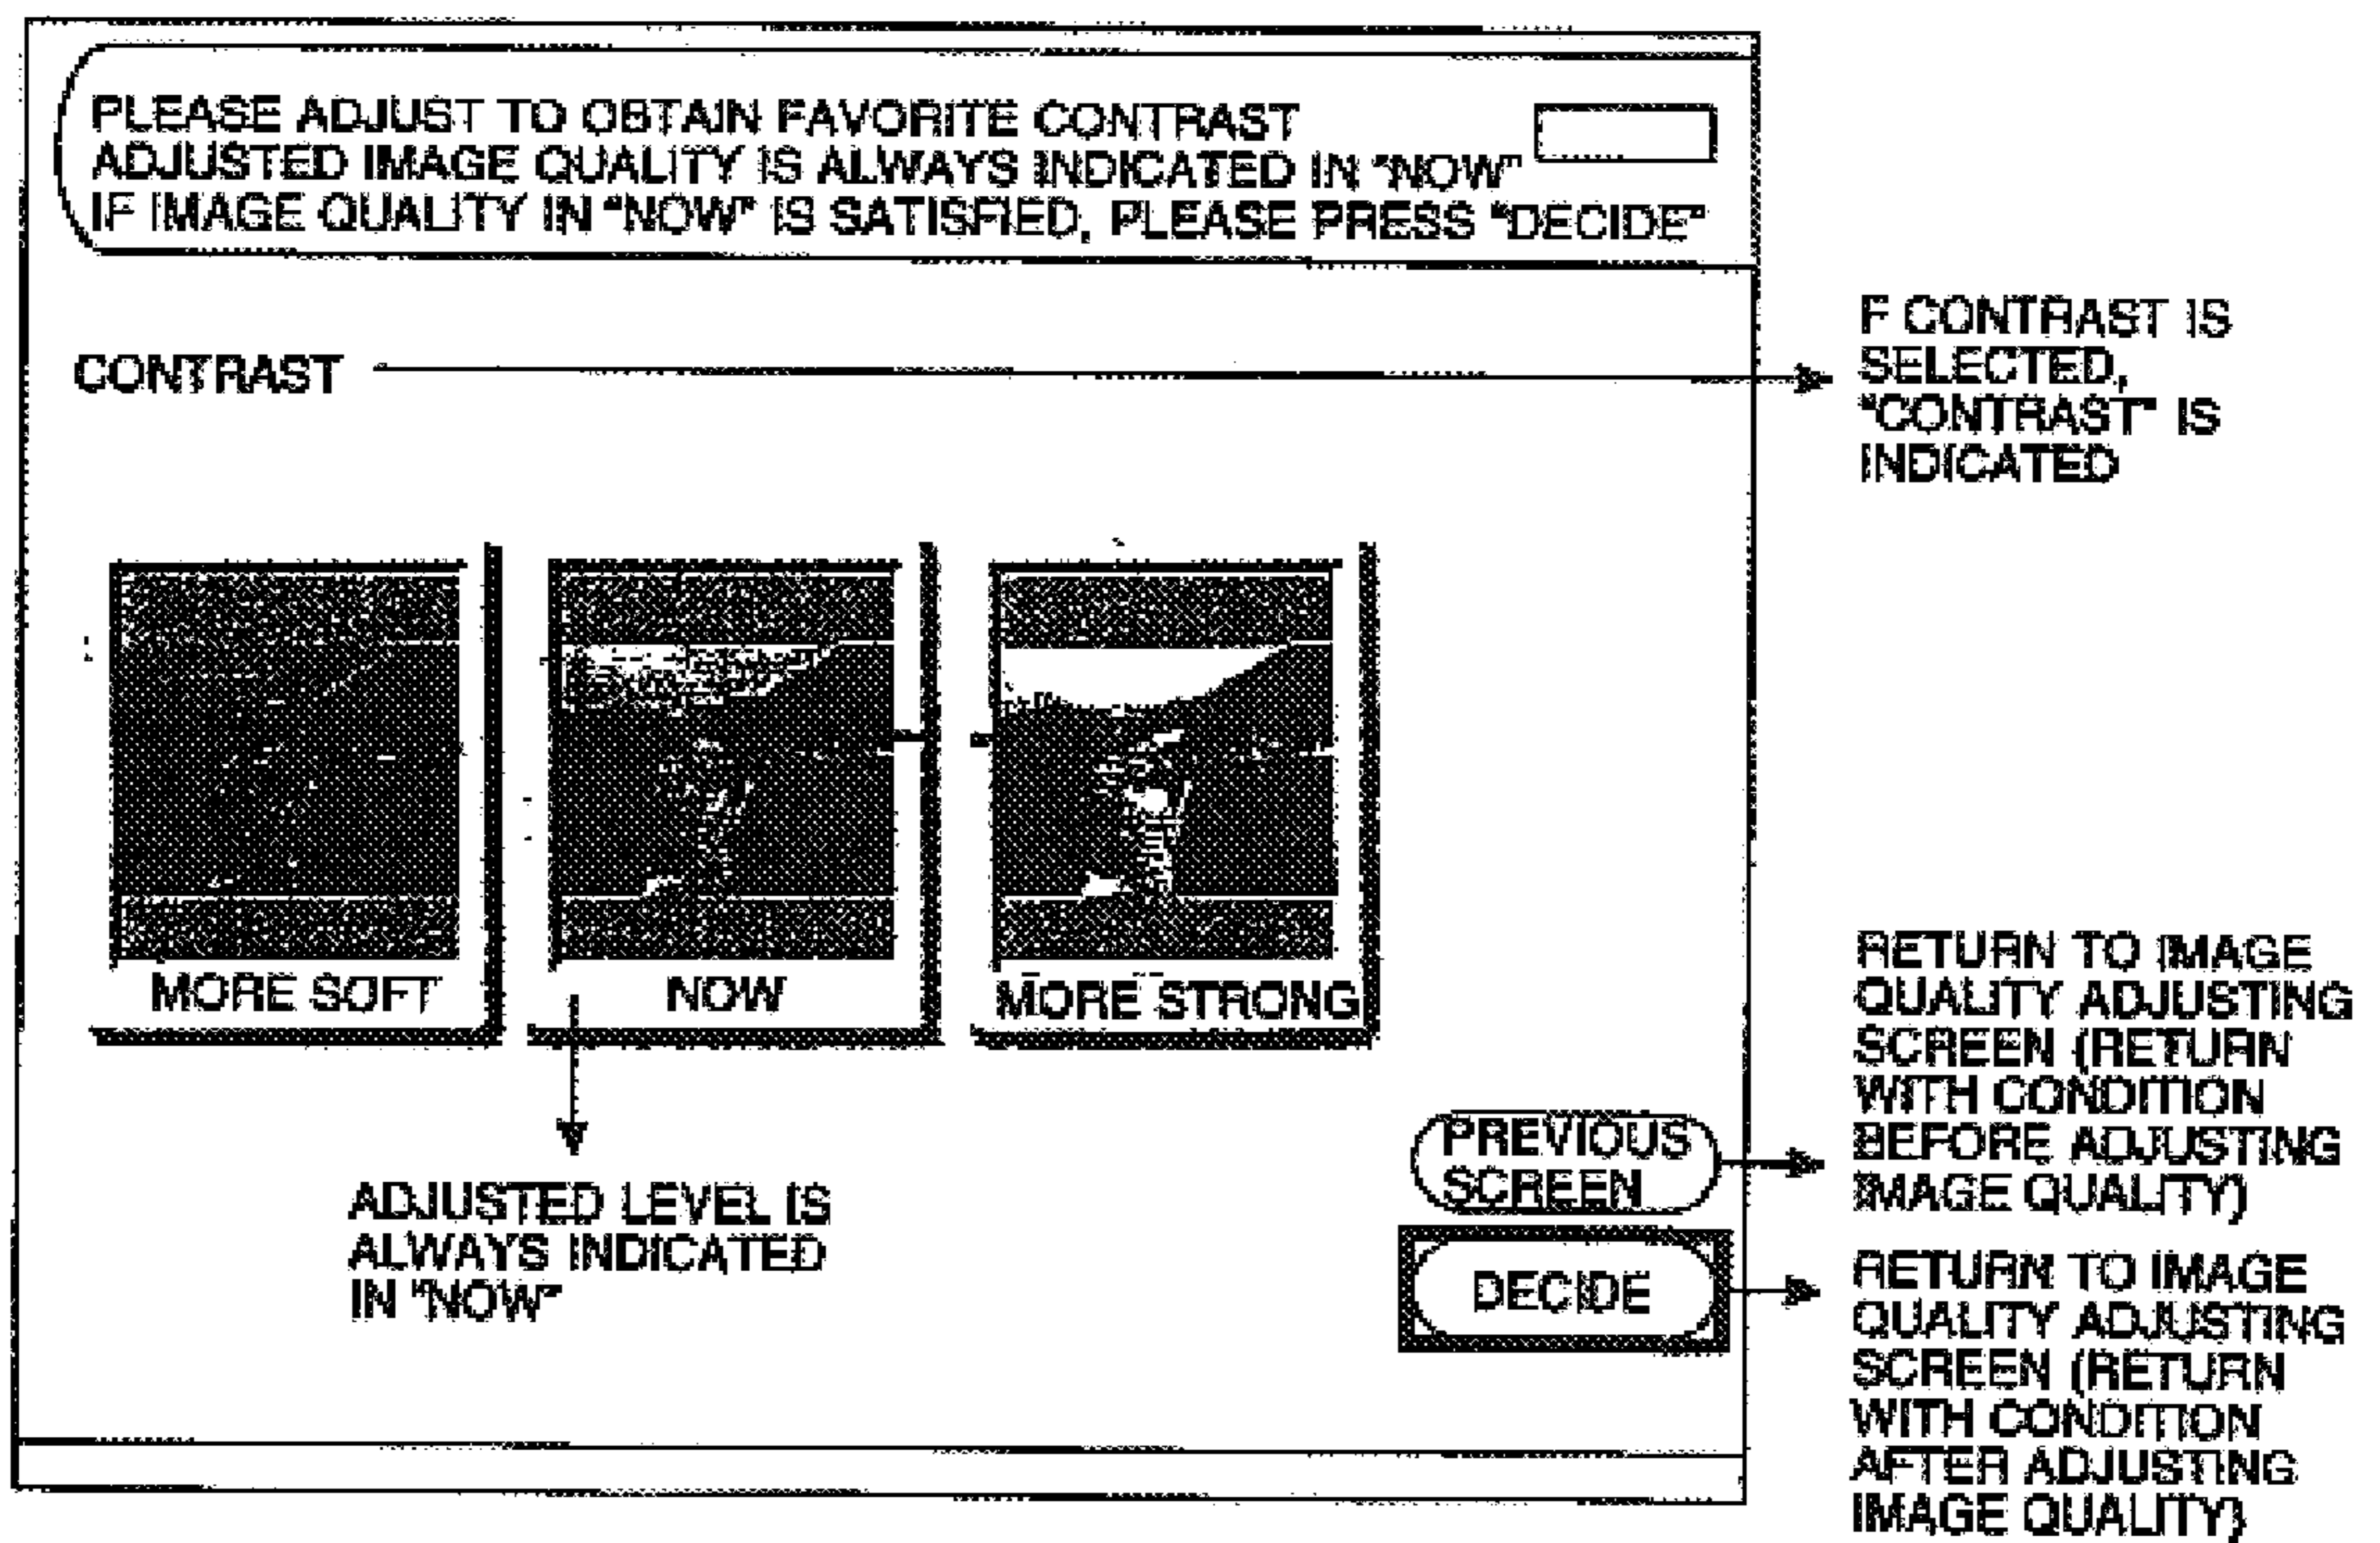 PLEASE ADJUST TO OBTAIN FAVORITE CONTRAST
ADJUSTED IMAGE QUALITY IS ALWAYS INDICATED IN "NOW"
IF IMAGE QUALITY IN "NOW" IS SATISFIED, PLEASE PRESS "DECIDE"
CONTRAST
F CONTRAST IS
SELECTED,
"CONTRAST" IS
INDICATED
MORE SOFT
NOW
MORE STRONG
ADJUSTED LEVEL IS
ALWAYS INDICATED
IN "NOW"
PREVIOUS
SCREEN
RETURN TO IMAGE
QUALITY ADJUSTING
SCREEN (RETURN
WITH CONDITION
BEFORE ADJUSTING
IMAGE QUALITY)
DECIDE
RETURN TO IMAGE
QUALITY ADJUSTING
SCREEN (RETURN
WITH CONDITION
AFTER ADJUSTING
IMAGE QUALITY)